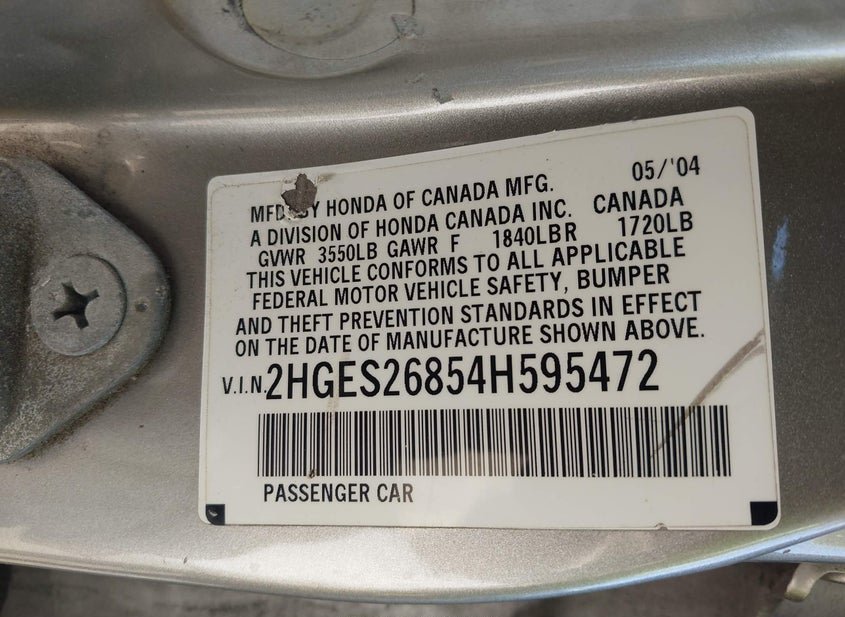 05/'04
MFD BY HONDA OF CANADA MFG.
A DIVISION OF HONDA CANADA INC. CANADA
GVWR 3550LB GAWR F 1840LBR 1720LB
THIS VEHICLE CONFORMS TO ALL APPLICABLE
FEDERAL MOTOR VEHICLE SAFETY, BUMPER
AND THEFT PREVENTION STANDARDS IN EFFECT
ON THE DATE OF MANUFACTURE SHOWN ABOVE.
V.I.N.2HGES26854H595472
PASSENGER CAR